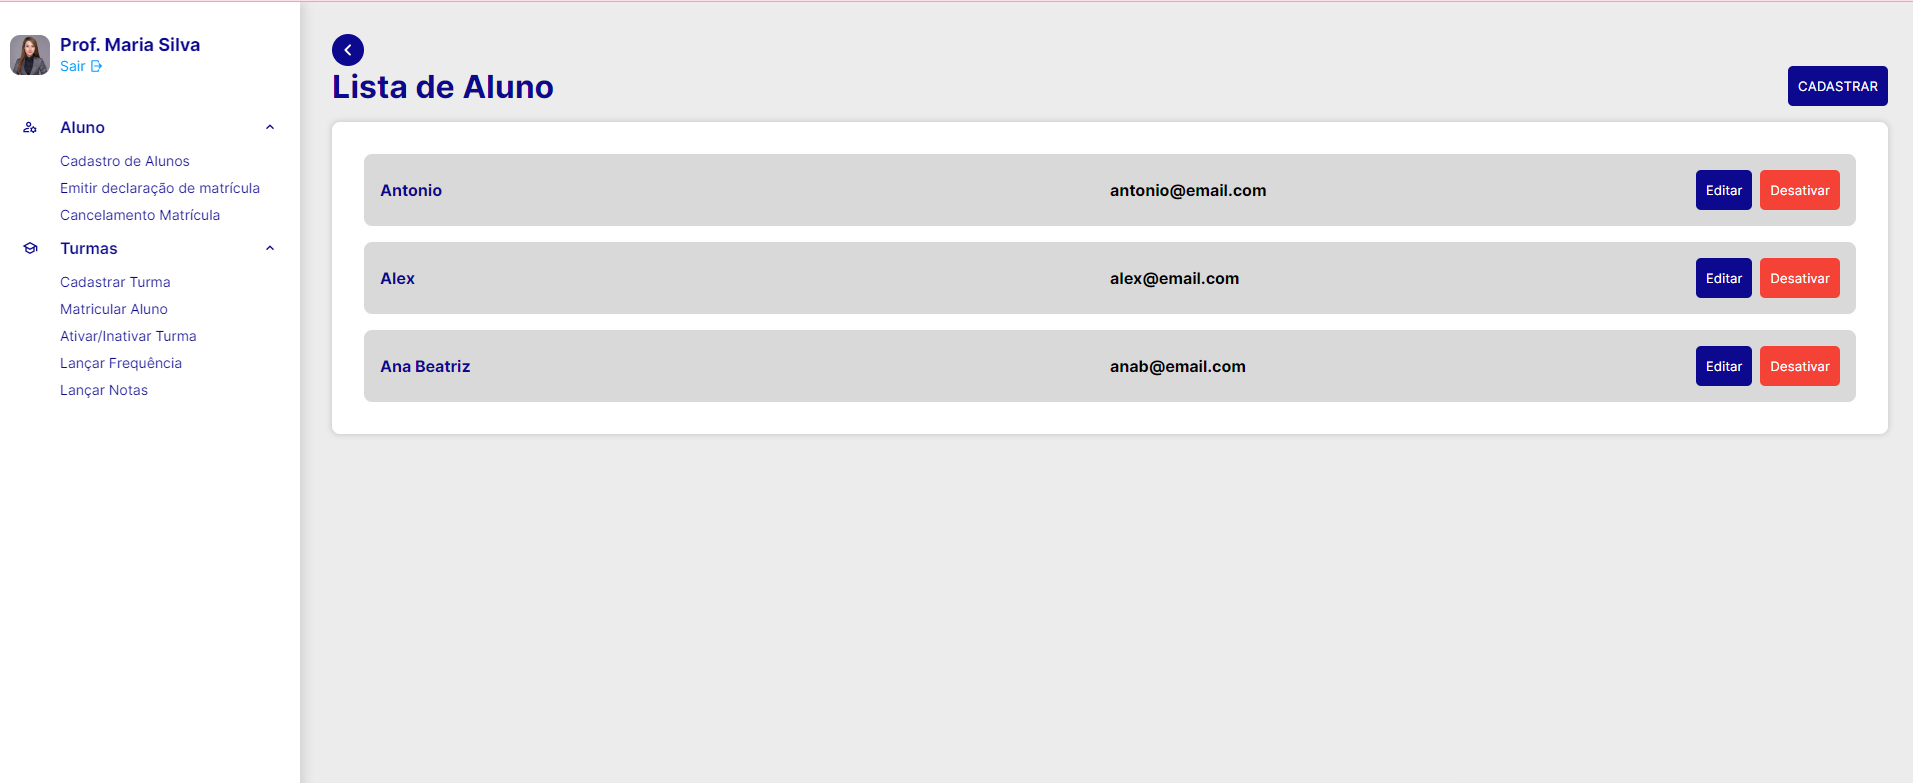 Prof. Maria Silva
Sair
Aluno
Cadastro de Alunos
Emitir declaração de matrícula
Cancelamento Matrícula
Turmas
Cadastrar Turma
Matricular Aluno
Ativar/Inativar Turma
Lançar Frequência
Lançar Notas
Lista de Aluno
CADASTRAR
Antonio antonio@email.com Editar Desativar
Alex alex@email.com Editar Desativar
Ana Beatriz anab@email.com Editar Desativar